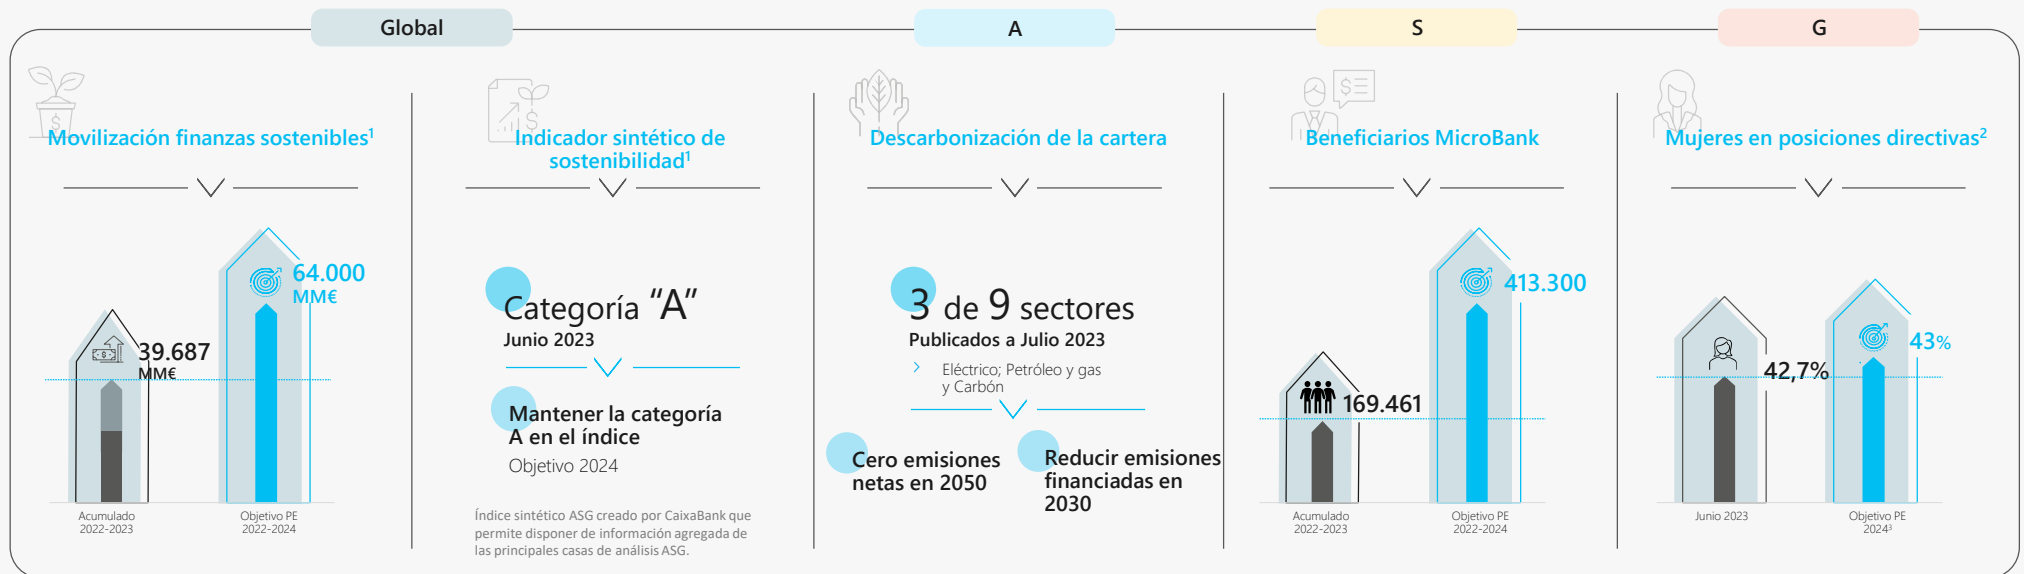 Global
A
S
G
Movilización finanzas sostenibles¹
64.000
MM€
39.687
MM€
Acumulado
2022-2023
Objetivo PE
2022-2024
Indicador sintético de
sostenibilidad¹
Categoría “A”
Junio 2023
Mantener la categoría
A en el índice
Objetivo 2024
Índice sintético ASG creado por CaixaBank que
permite disponer de información agregada de
las principales casas de análisis ASG.
Descarbonización de la cartera
3 de 9 sectores
Publicados a Julio 2023
Eléctrico; Petróleo y gas
y Carbón
Cero emisiones
netas en 2050
Reducir emisiones
financiadas en
2030
Beneficiarios MicroBank
413.300
169.461
Acumulado
2022-2023
Objetivo PE
2022-2024
Mujeres en posiciones directivas²
43%
42,7%
Junio 2023
Objetivo PE
2024³